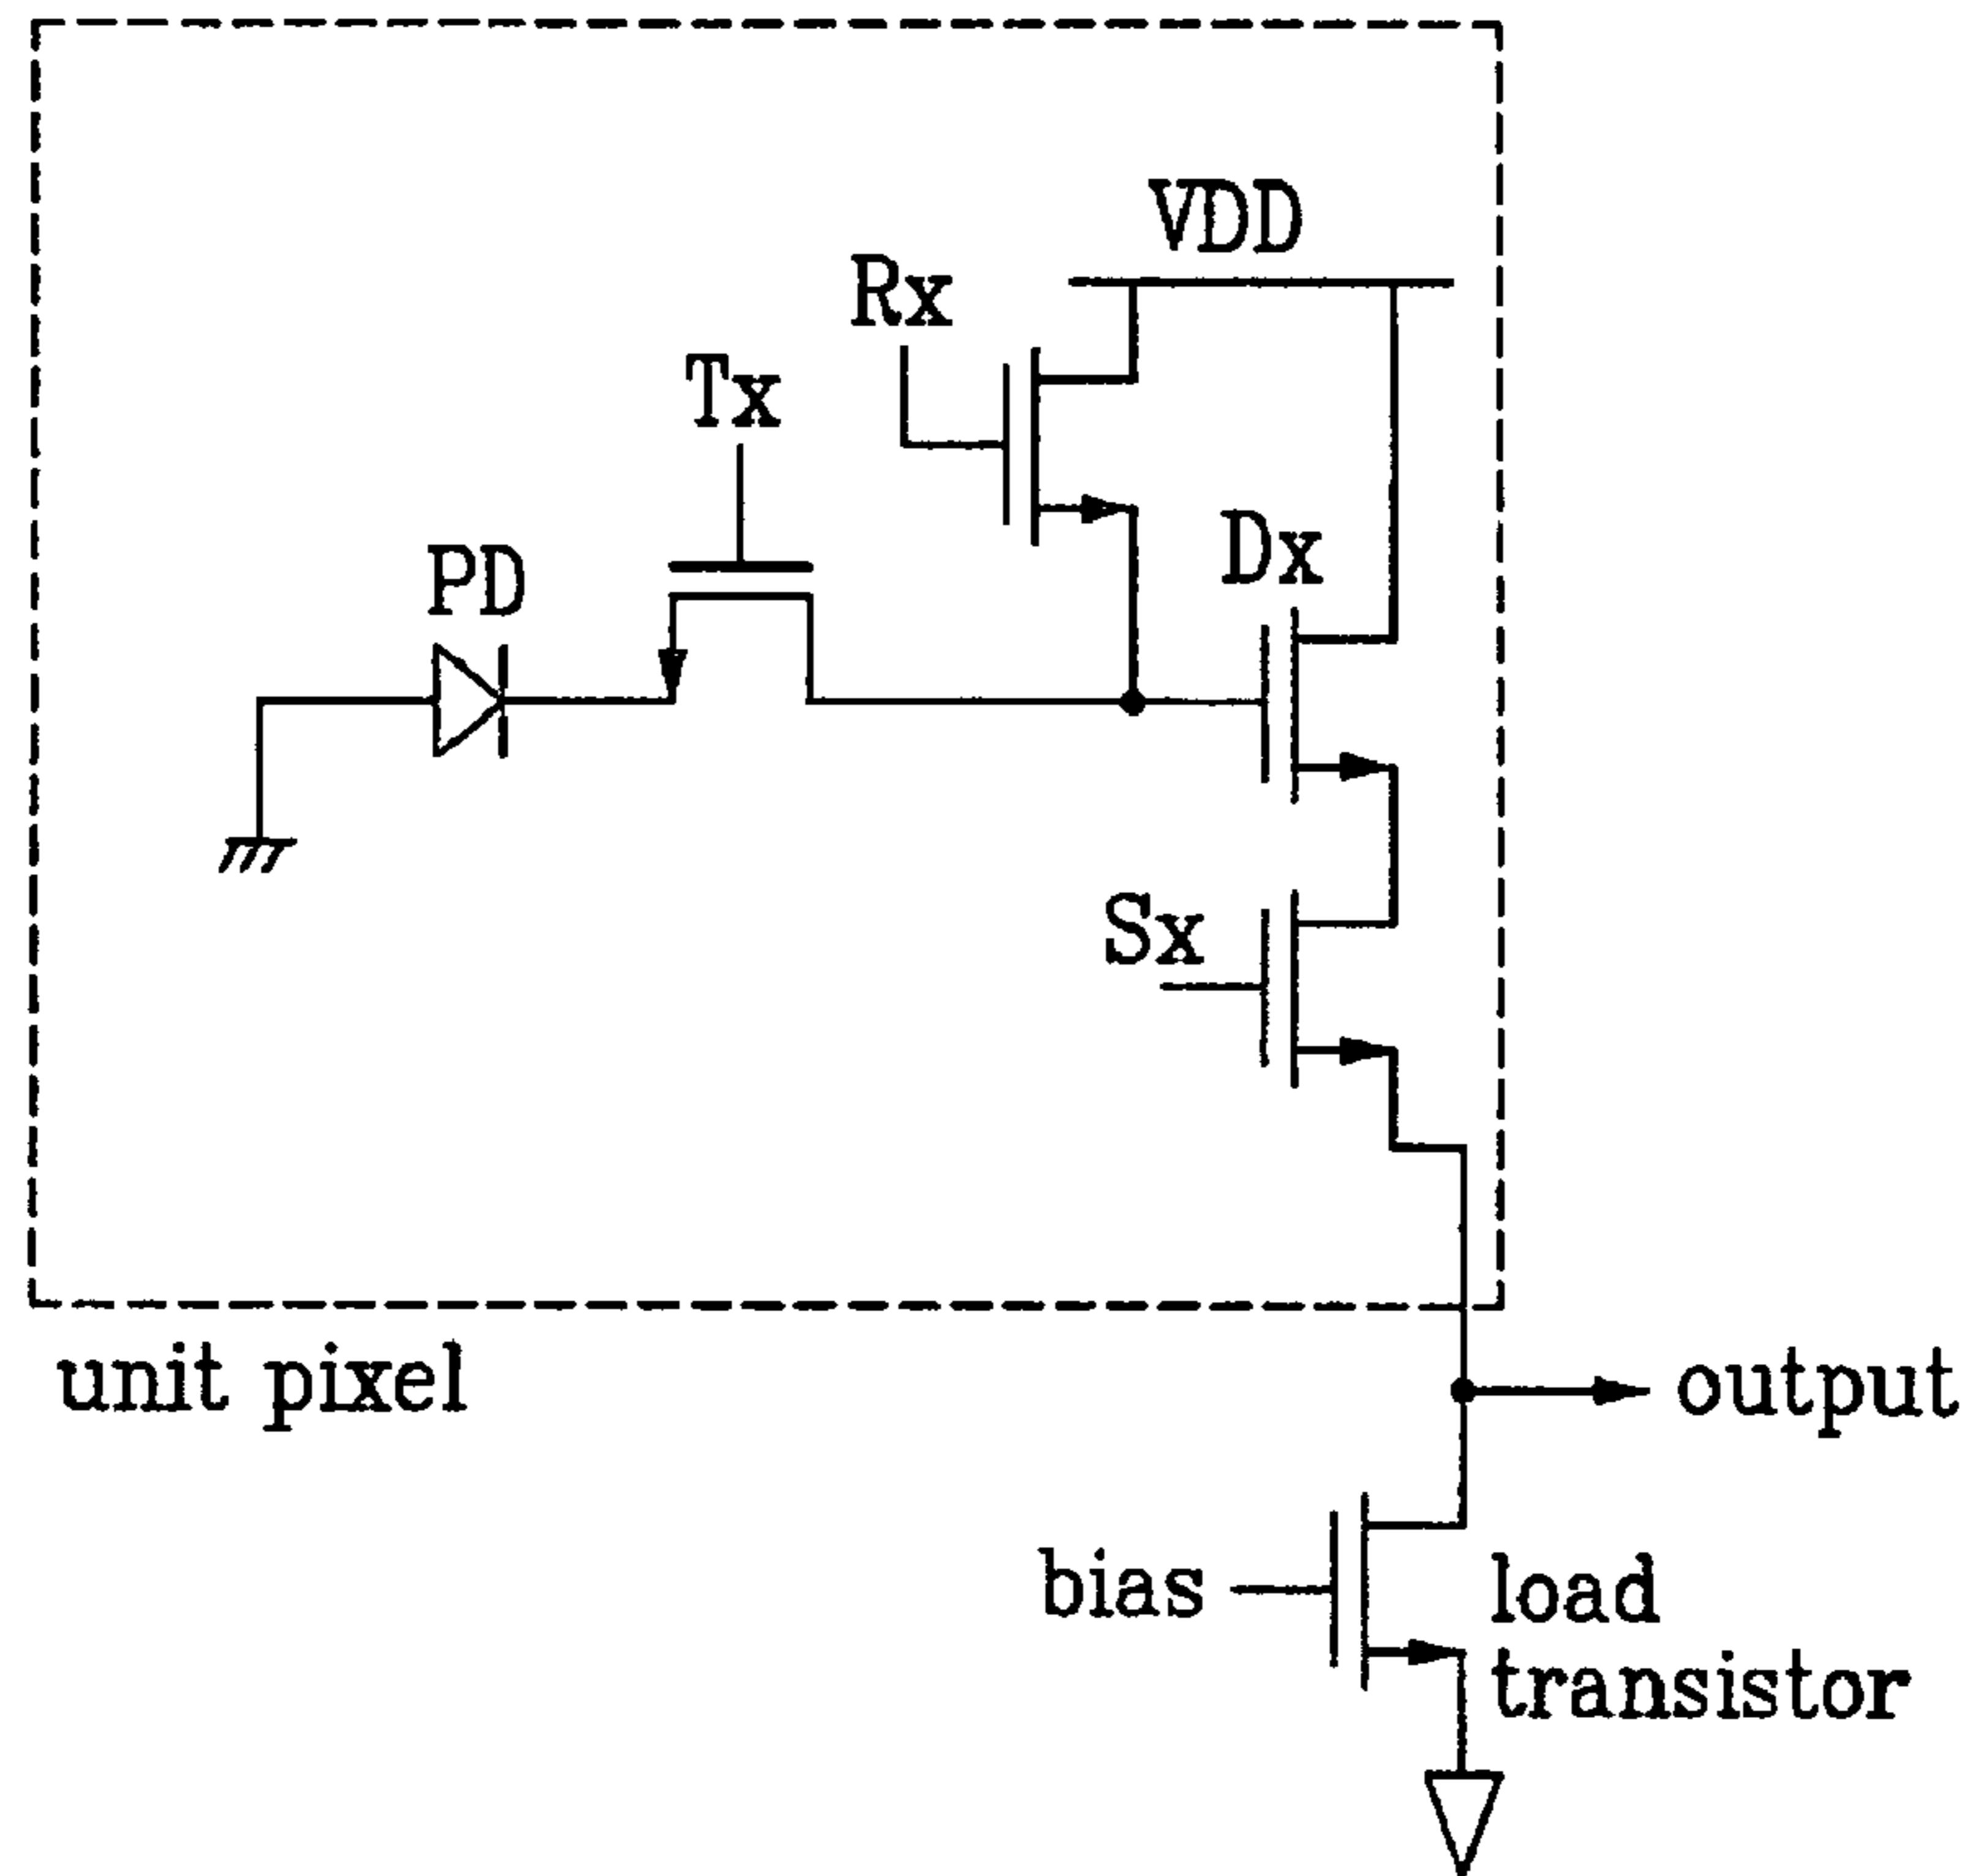 VDD
Rx
Tx
Dx
PD
Sx
unit pixel
output
bias
load
transistor